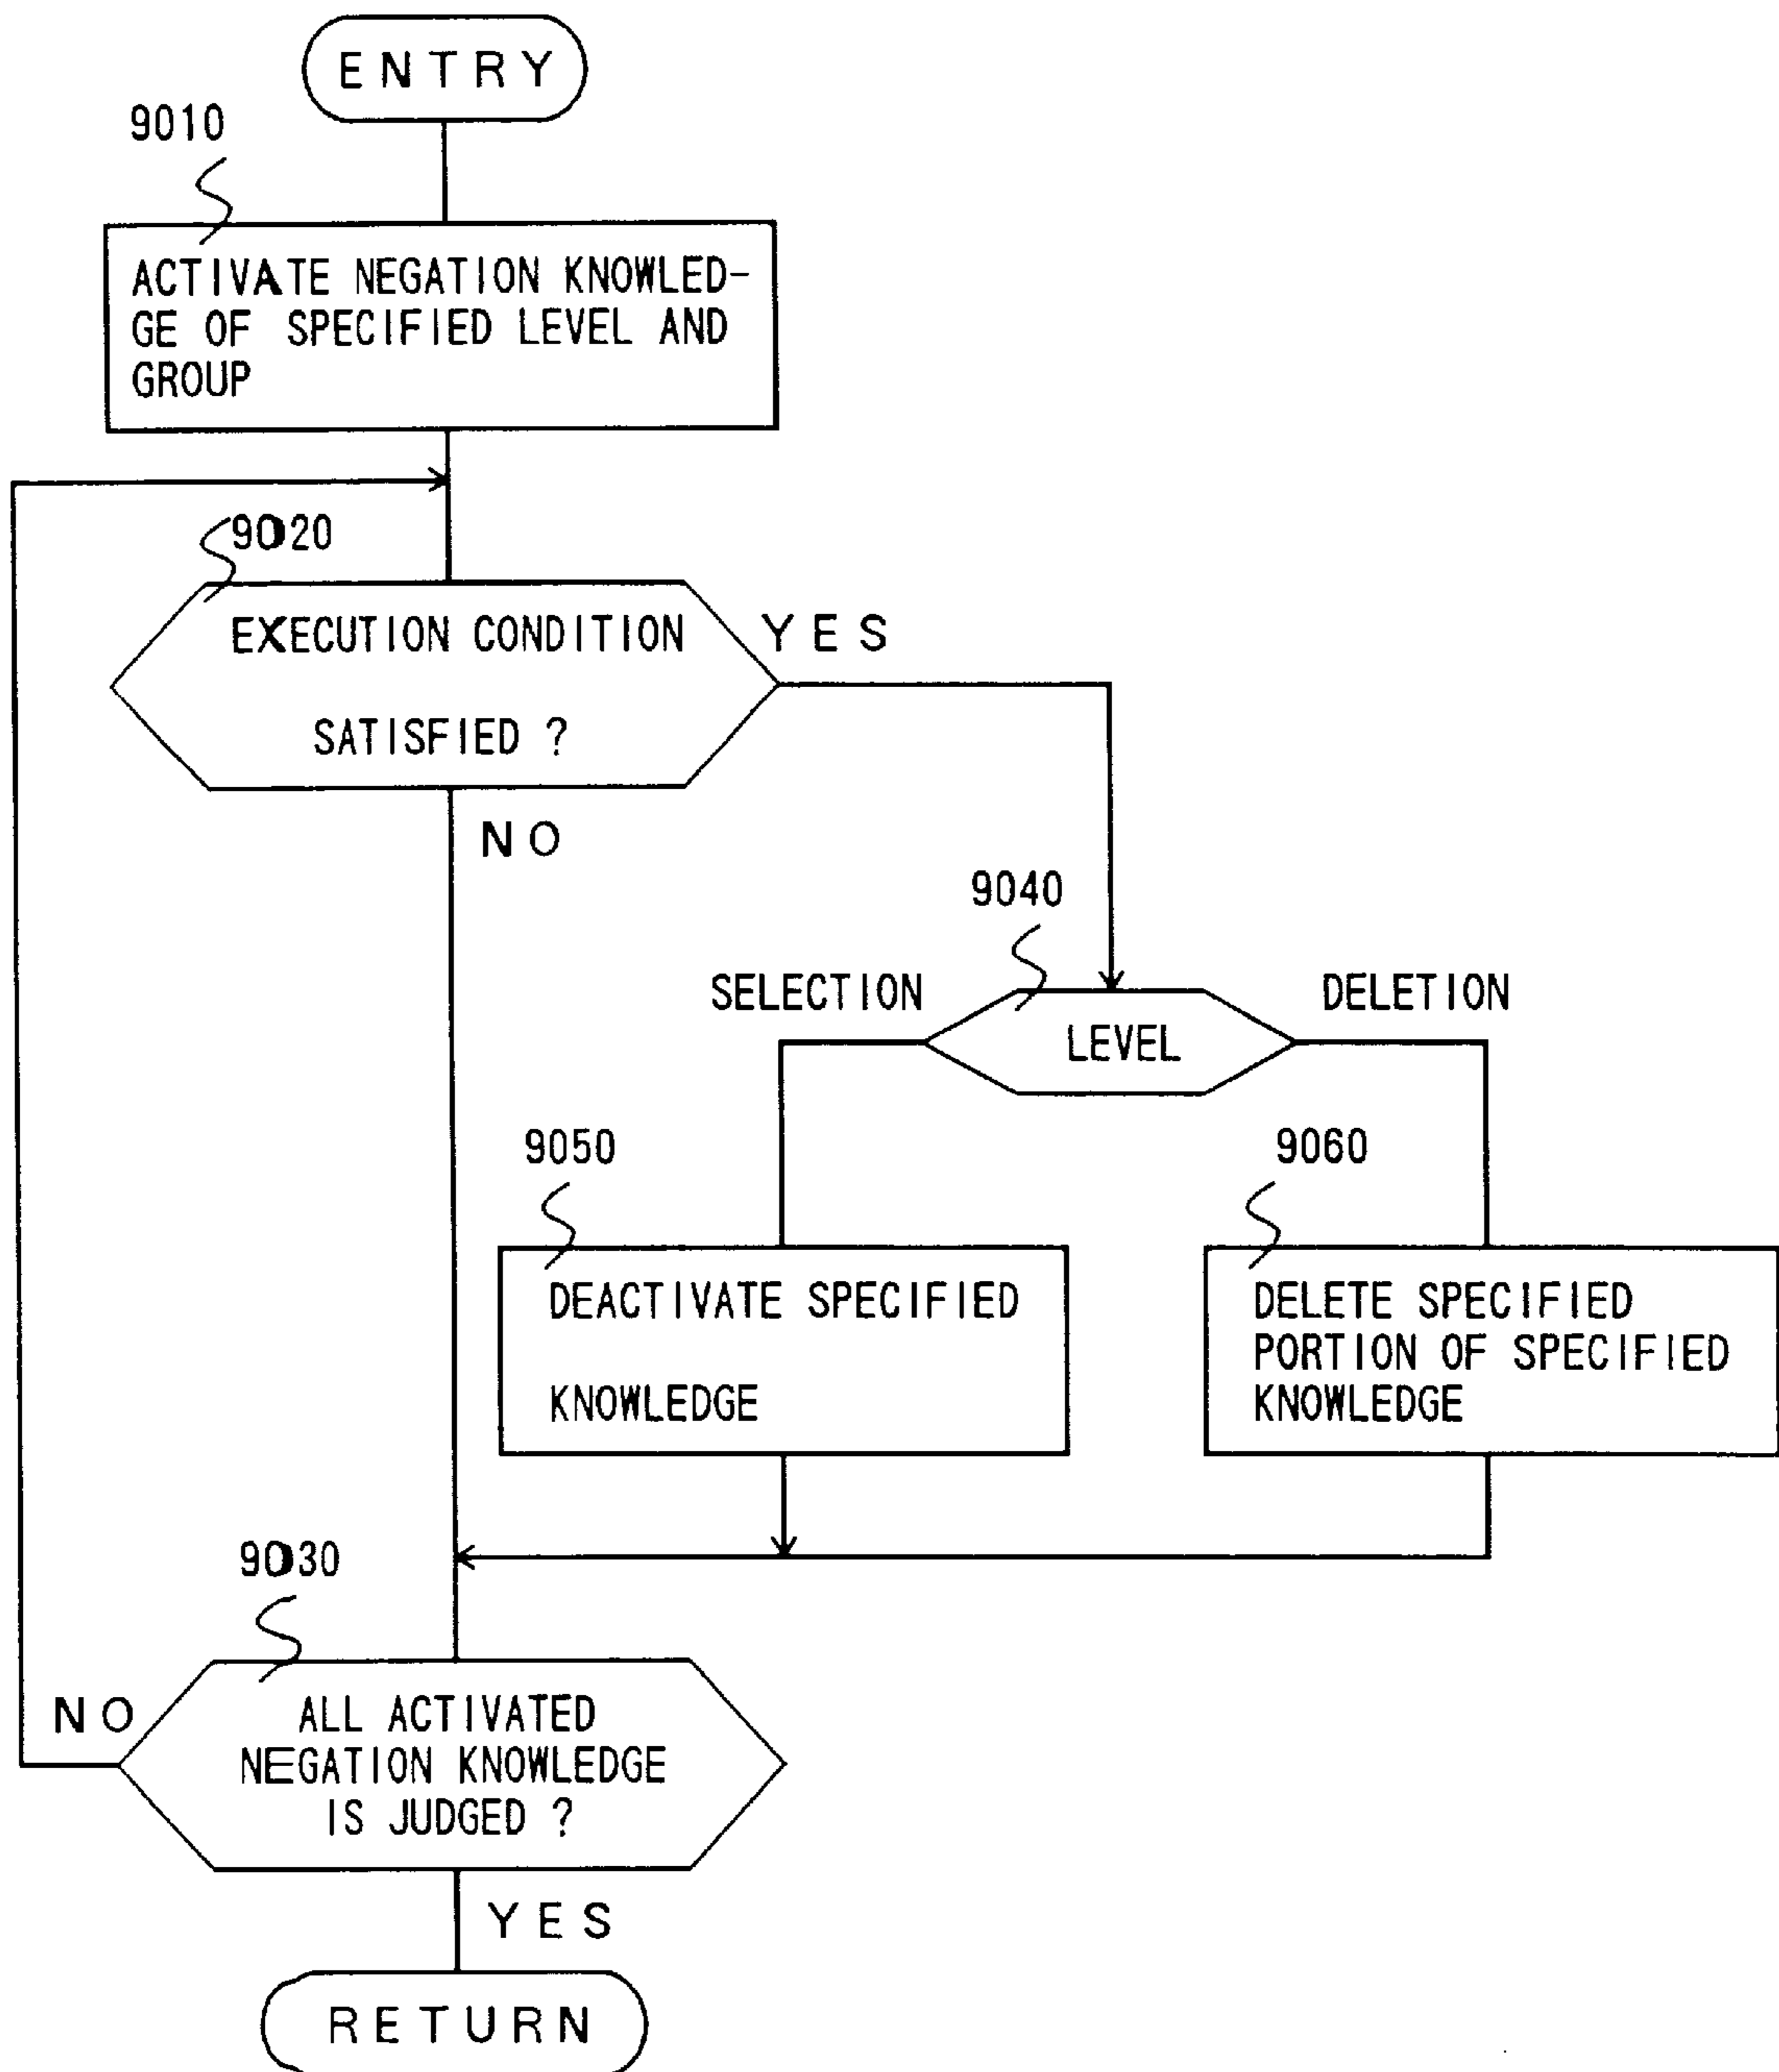 ENTRY
9010
ACTIVATE NEGATION KNOWLED-
GE OF SPECIFIED LEVEL AND
GROUP
9020
EXECUTION CONDITION
SATISFIED ?
YES
NO
9040
SELECTION
DELETION
LEVEL
9050
9060
DEACTIVATE SPECIFIED
KNOWLEDGE
DELETE SPECIFIED
PORTION OF SPECIFIED
KNOWLEDGE
9030
NO
ALL ACTIVATED
NEGATION KNOWLEDGE
IS JUDGED ?
YES
RETURN